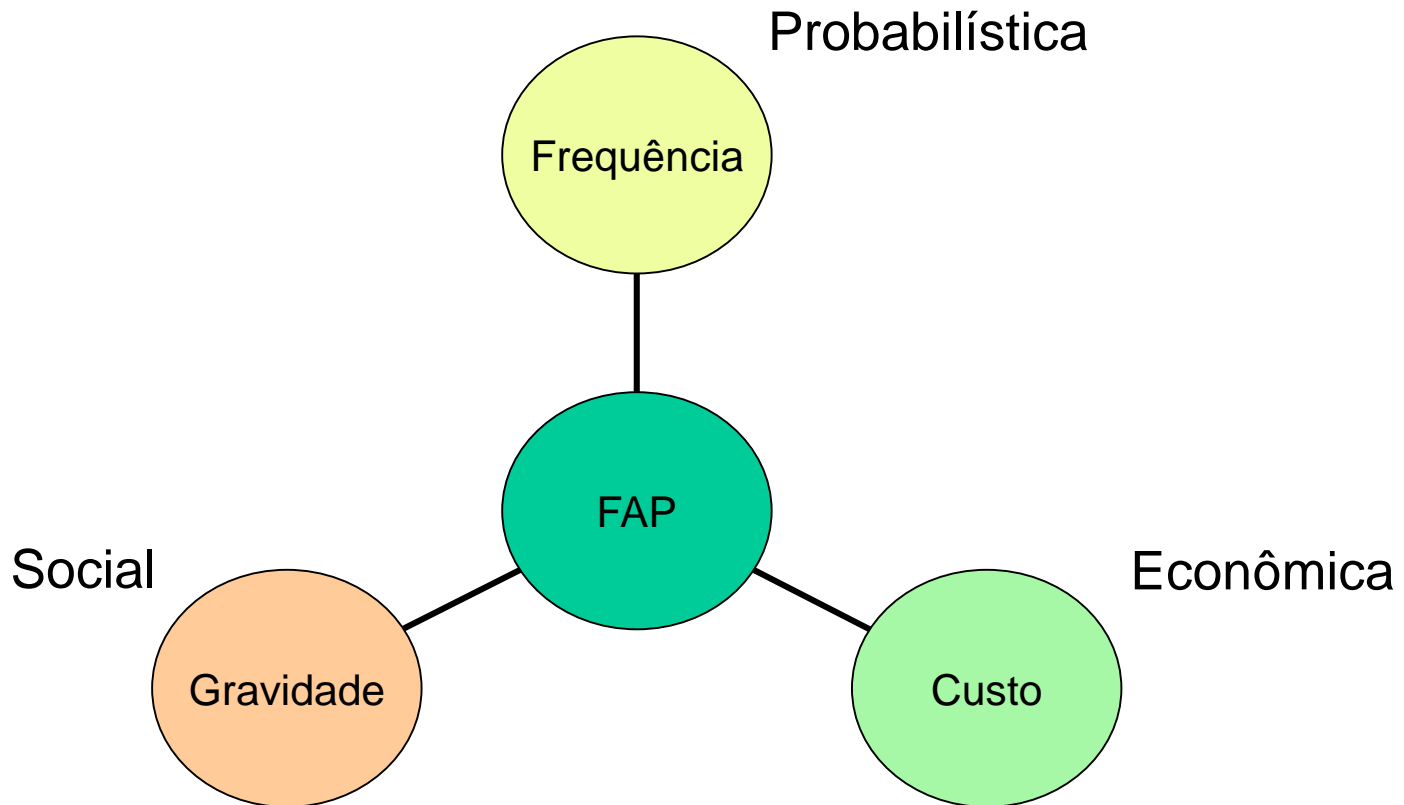 Probabilística
Frequência
FAP
Social
Econômica
Gravidade
Custo